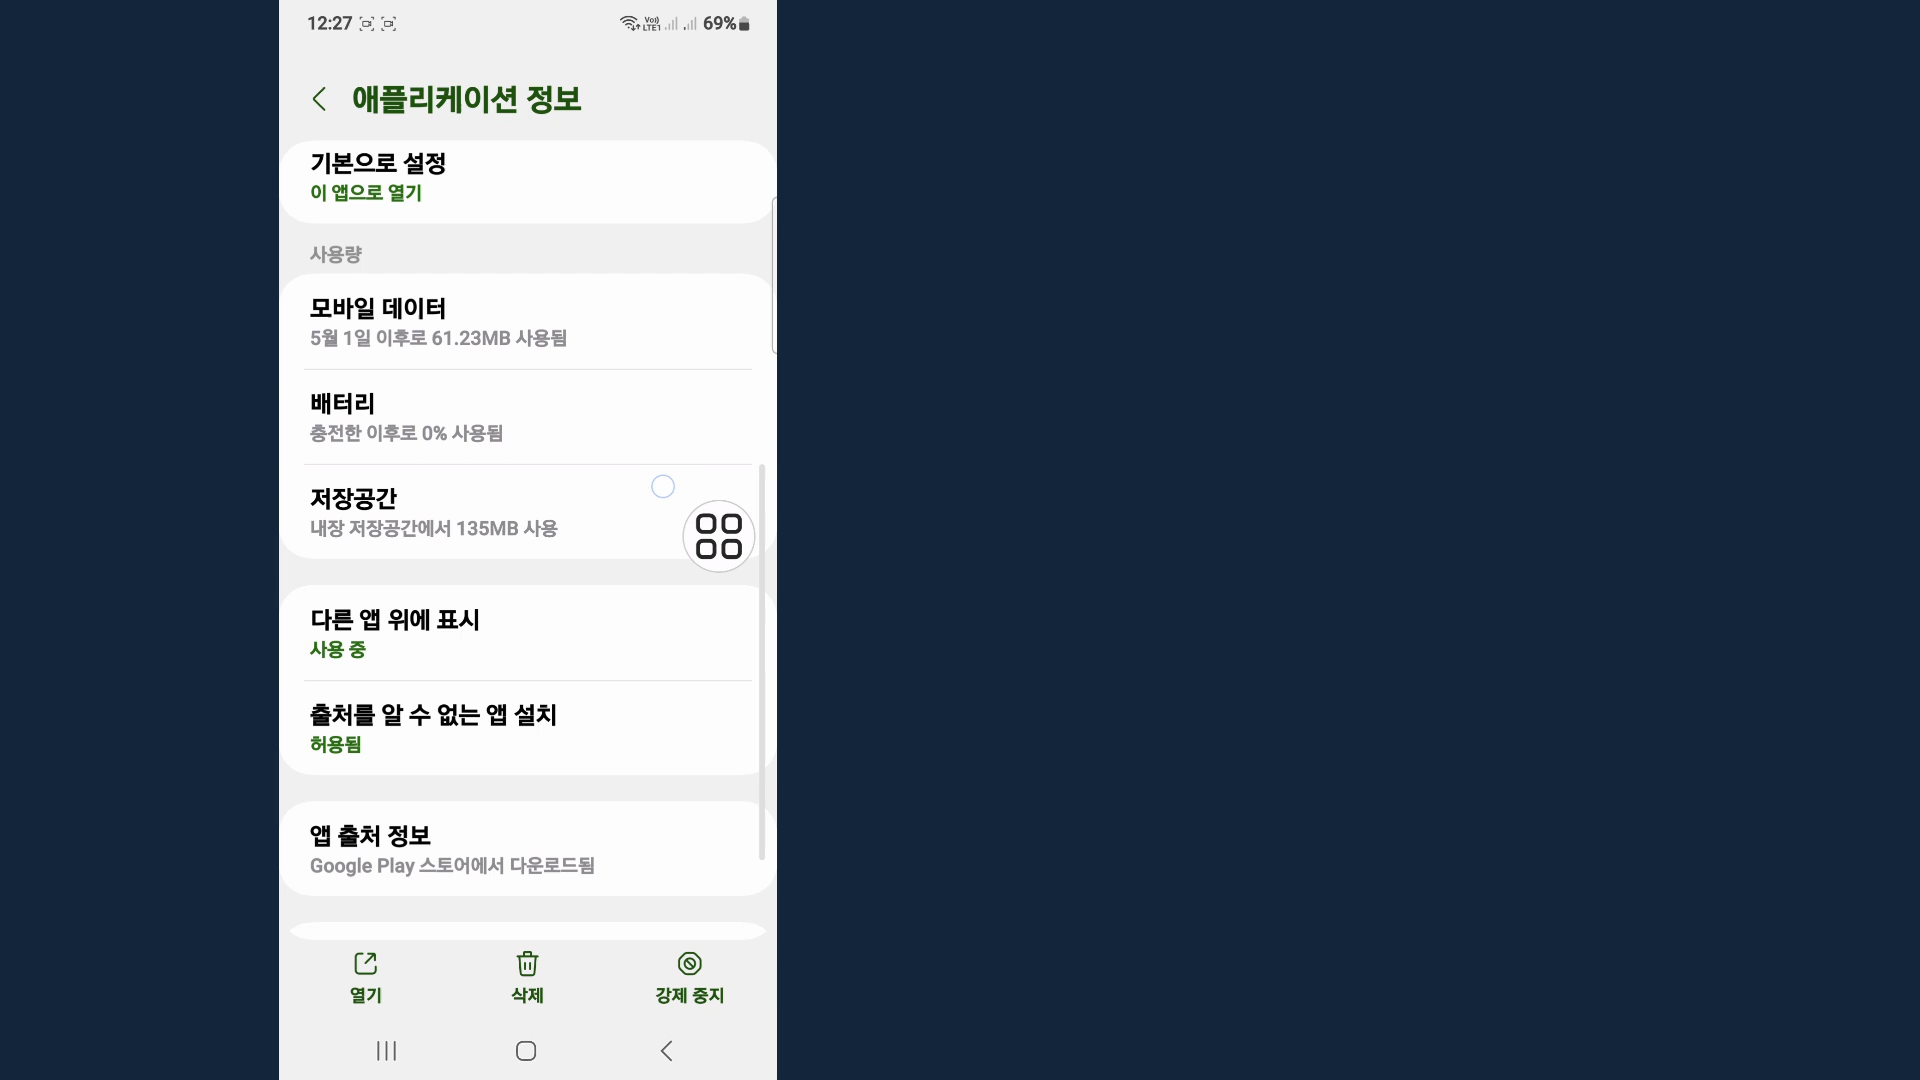 12:27
Vo)) LTE1
69%
애플리케이션 정보
기본으로 설정
이 앱으로 열기
사용량
모바일 데이터
5월 1일 이후로 61.23MB 사용됨
배터리
충전한 이후로 0% 사용됨
저장공간
내장 저장공간에서 135MB 사용
다른 앱 위에 표시
사용 중
출처를 알 수 없는 앱 설치
허용됨
앱 출처 정보
Google Play 스토어에서 다운로드됨
열기
삭제
강제 중지